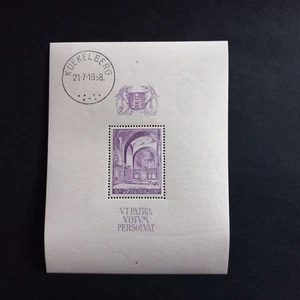 KOEKELBERG
21-7-1938.
VT PATRIA
VOTVM
PERSOLVAT